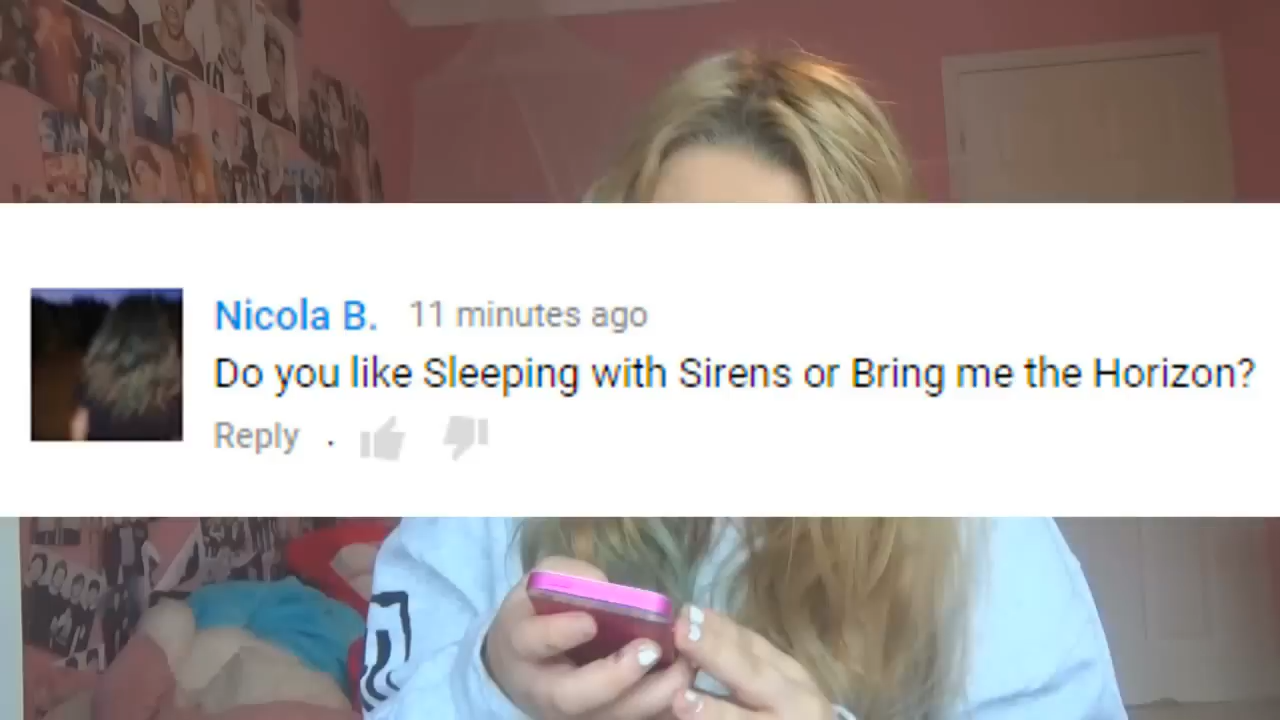 Nicola B. 11 minutes ago
Do you like Sleeping with Sirens or Bring me the Horizon?
Reply .